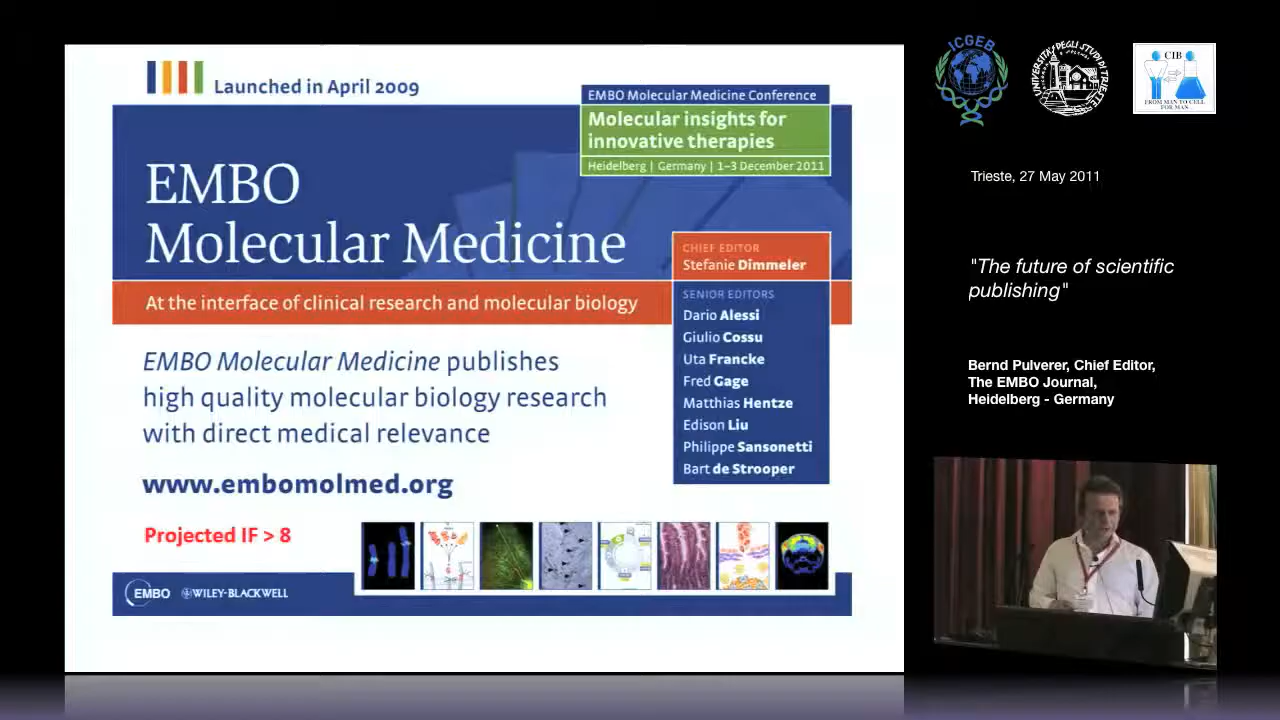 Launched in April 2009
EMBO Molecular Medicine Conference
Molecular insights for
innovative therapies
Heidelberg | Germany | 1–3 December 2011
EMBO
Molecular Medicine
At the interface of clinical research and molecular biology
CHIEF EDITOR
Stefanie Dimmeler
SENIOR EDITORS
Dario Alessi
Giulio Cossu
Uta Francke
Fred Gage
Matthias Hentze
Edison Liu
Philippe Sansonetti
Bart de Strooper
EMBO Molecular Medicine publishes
high quality molecular biology research
with direct medical relevance
www.embomolmed.org
Projected IF > 8
EMBO
WILEY-BLACKWELL
ICGEB
UNIVERSITAS DEGLI STUDI DI TRIESTE
CIB
FROM MAN TO CELL
FOR MAN
Trieste, 27 May 2011
"The future of scientific
publishing"
Bernd Pulverer, Chief Editor,
The EMBO Journal,
Heidelberg - Germany